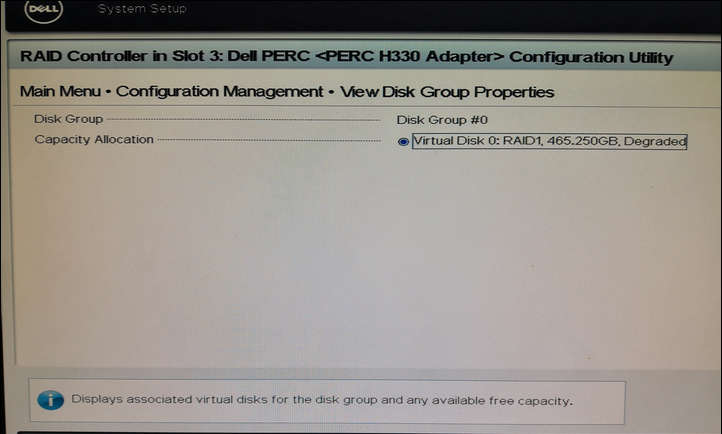 DELL
System Setup
RAID Controller in Slot 3: Dell PERC <PERC H330 Adapter> Configuration Utility
Main Menu • Configuration Management • View Disk Group Properties
Disk Group Disk Group #0
Capacity Allocation Virtual Disk 0: RAID1, 465.250GB, Degraded
Displays associated virtual disks for the disk group and any available free capacity.